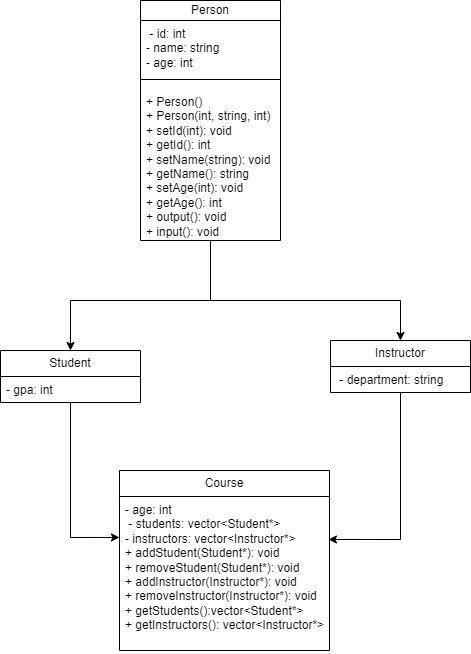 Person
- id: int
- name: string
- age: int
+ Person()
+ Person(int, string, int)
+ setId(int): void
+ getId(): int
+ setName(string): void
+ getName(): string
+ setAge(int): void
+ getAge(): int
+ output(): void
+ input(): void
Student
- gpa: int
Instructor
- department: string
Course
- age: int
- students: vector<Student*>
- instructors: vector<Instructor*>
+ addStudent(Student*): void
+ removeStudent(Student*): void
+ addInstructor(Instructor*): void
+ removeInstructor(Instructor*): void
+ getStudents():vector<Student*>
+ getInstructors(): vector<Instructor*>